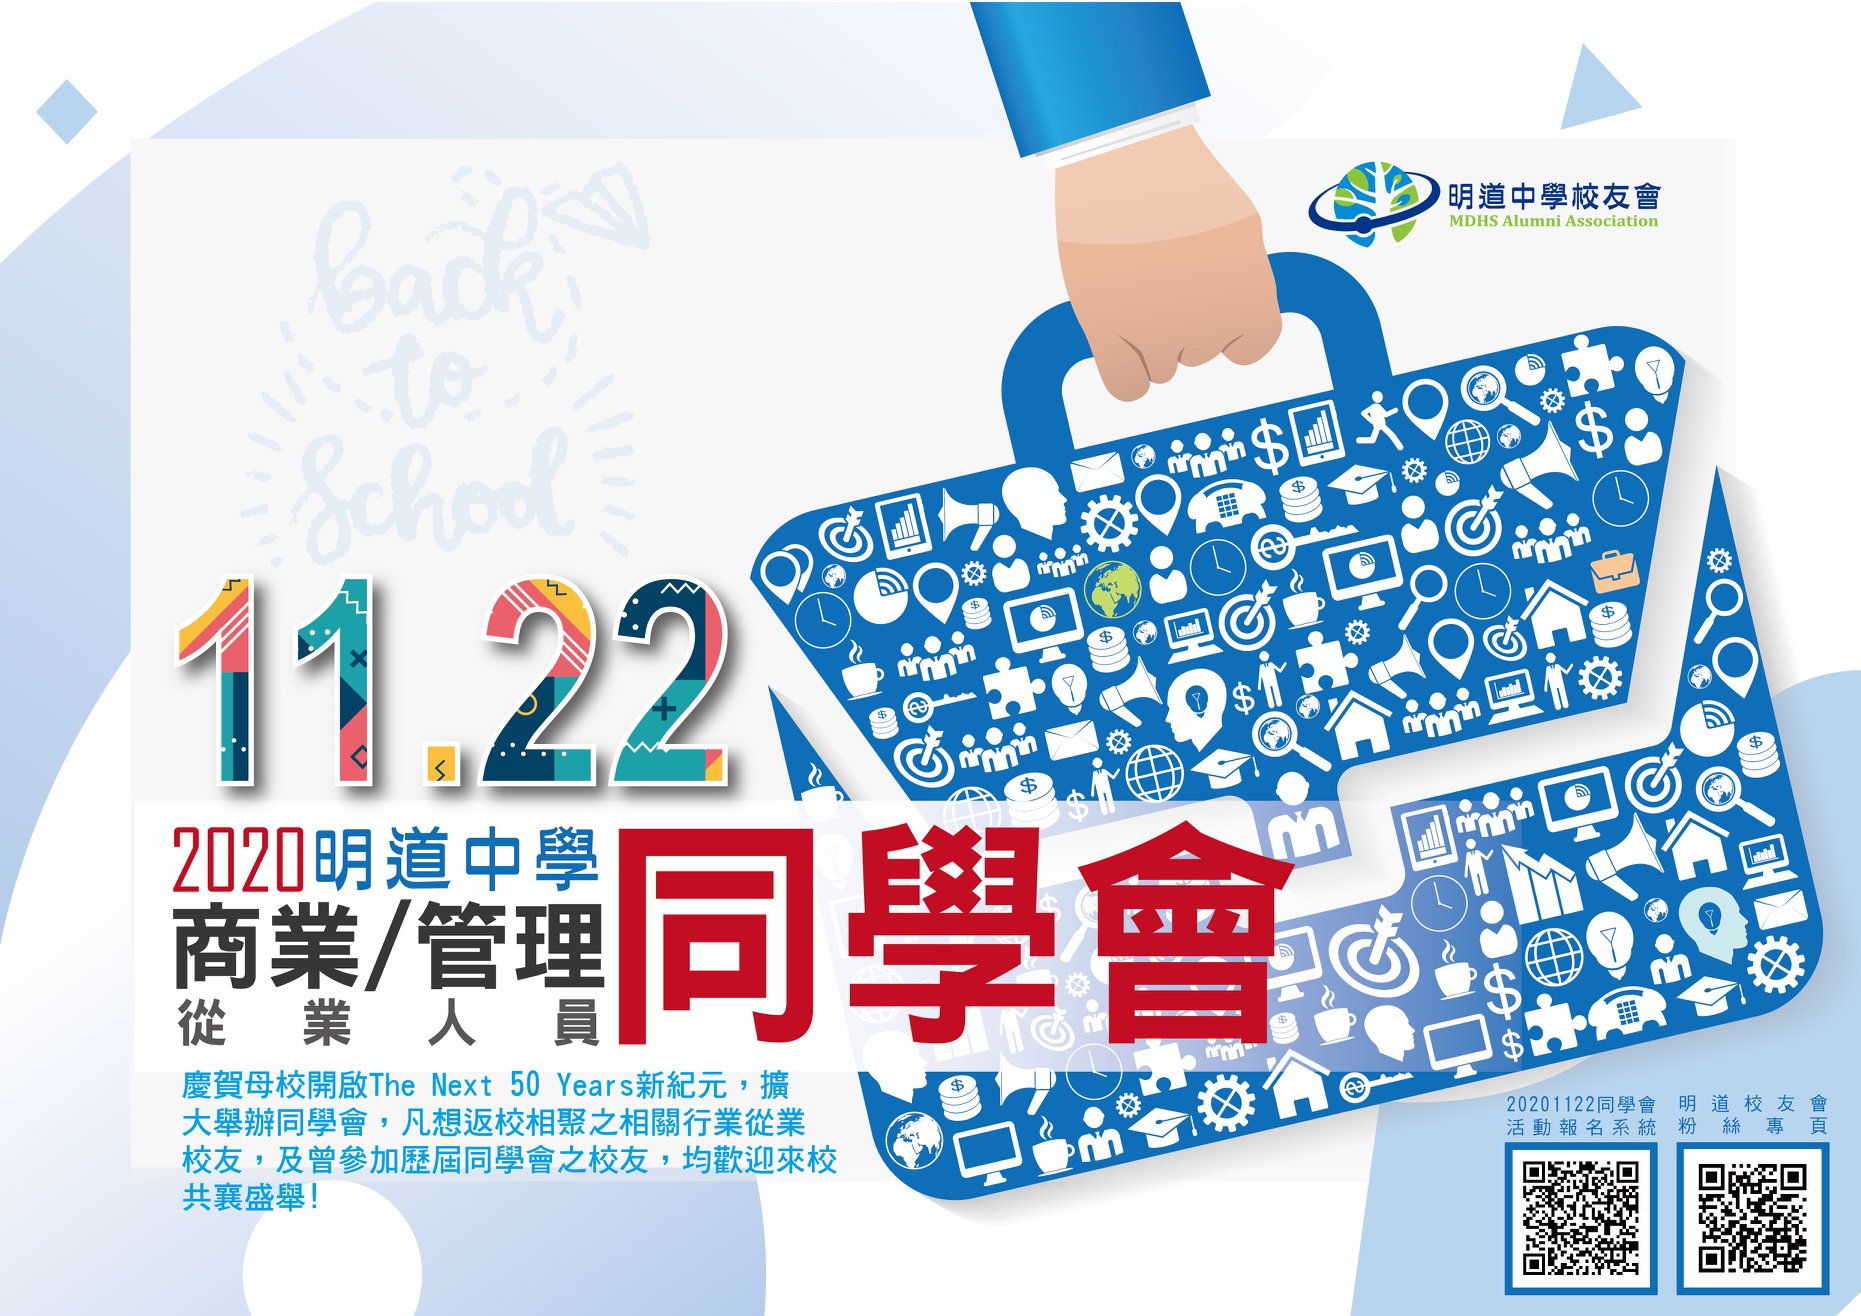 back
to
School
明道中學校友會
MDHS Alumni Association
11.22
2020明道中學
商業/管理
從業人員
同學會
慶賀母校開啟The Next 50 Years新紀元，擴
大舉辦同學會，凡想返校相聚之相關行業從業
校友，及曾參加歷屆同學會之校友，均歡迎來校
共襄盛舉!
20201122同學會
活動報名系統
明道校友會
粉絲專頁